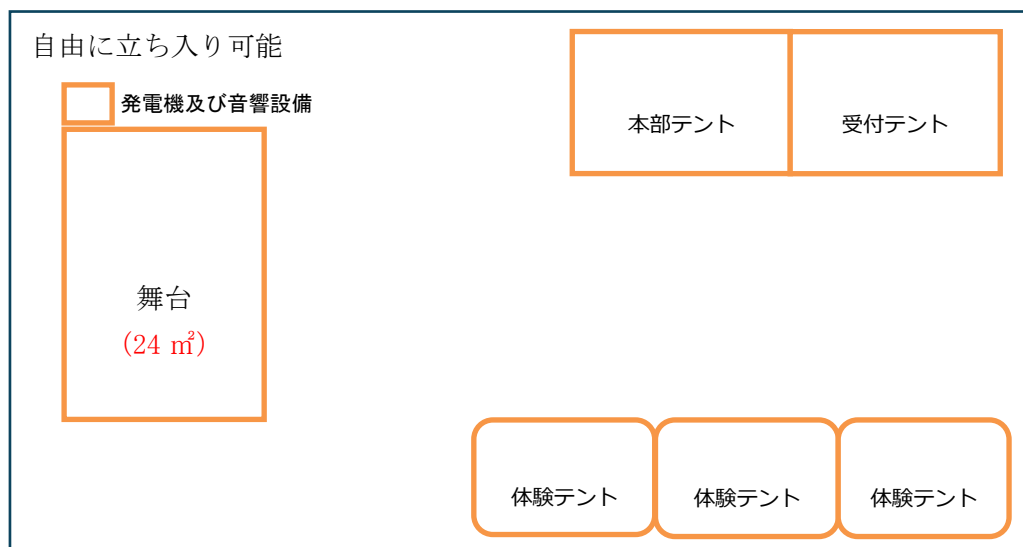 自由に立ち入り可能
発電機及び音響設備
本部テント
受付テント
舞台
(24 ㎡)
体験テント
体験テント
体験テント